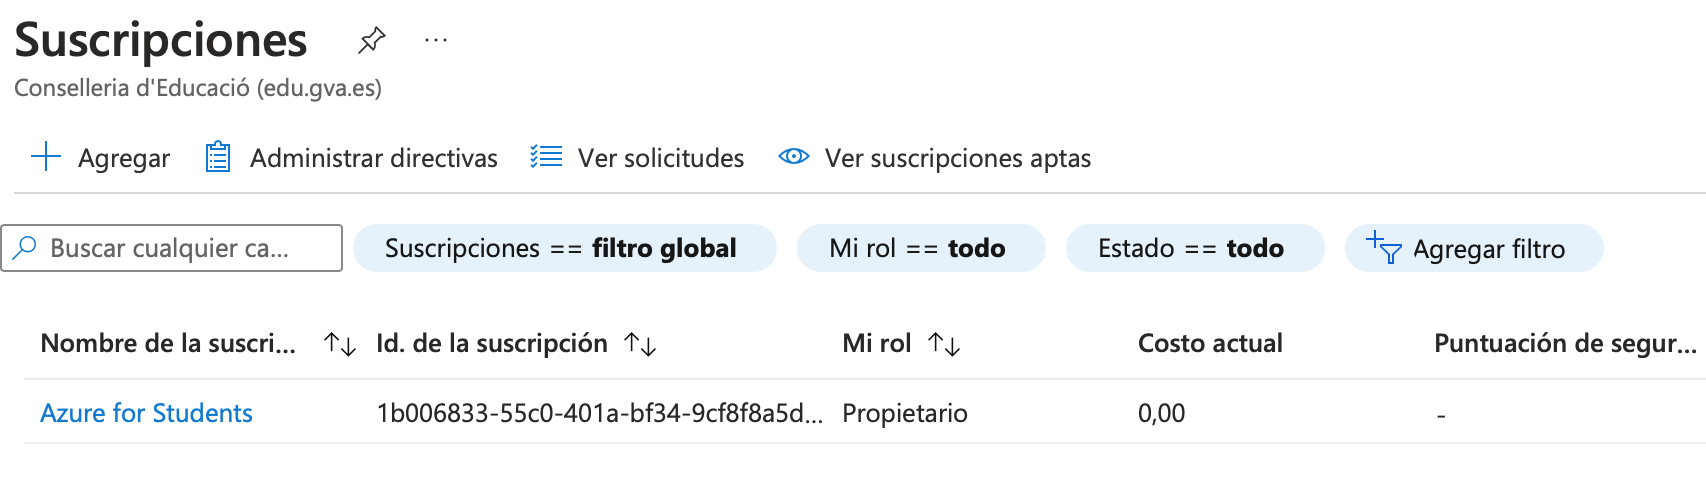 Suscripciones ...
Conselleria d'Educació (edu.gva.es)
Agregar Administrar directivas Ver solicitudes Ver suscripciones aptas
Buscar cualquier ca... Suscripciones == filtro global Mi rol == todo Estado == todo Agregar filtro
Nombre de la suscri... Id. de la suscripción Mi rol Costo actual Puntuación de segur...
Azure for Students 1b006833-55c0-401a-bf34-9cf8f8a5d... Propietario 0,00 -